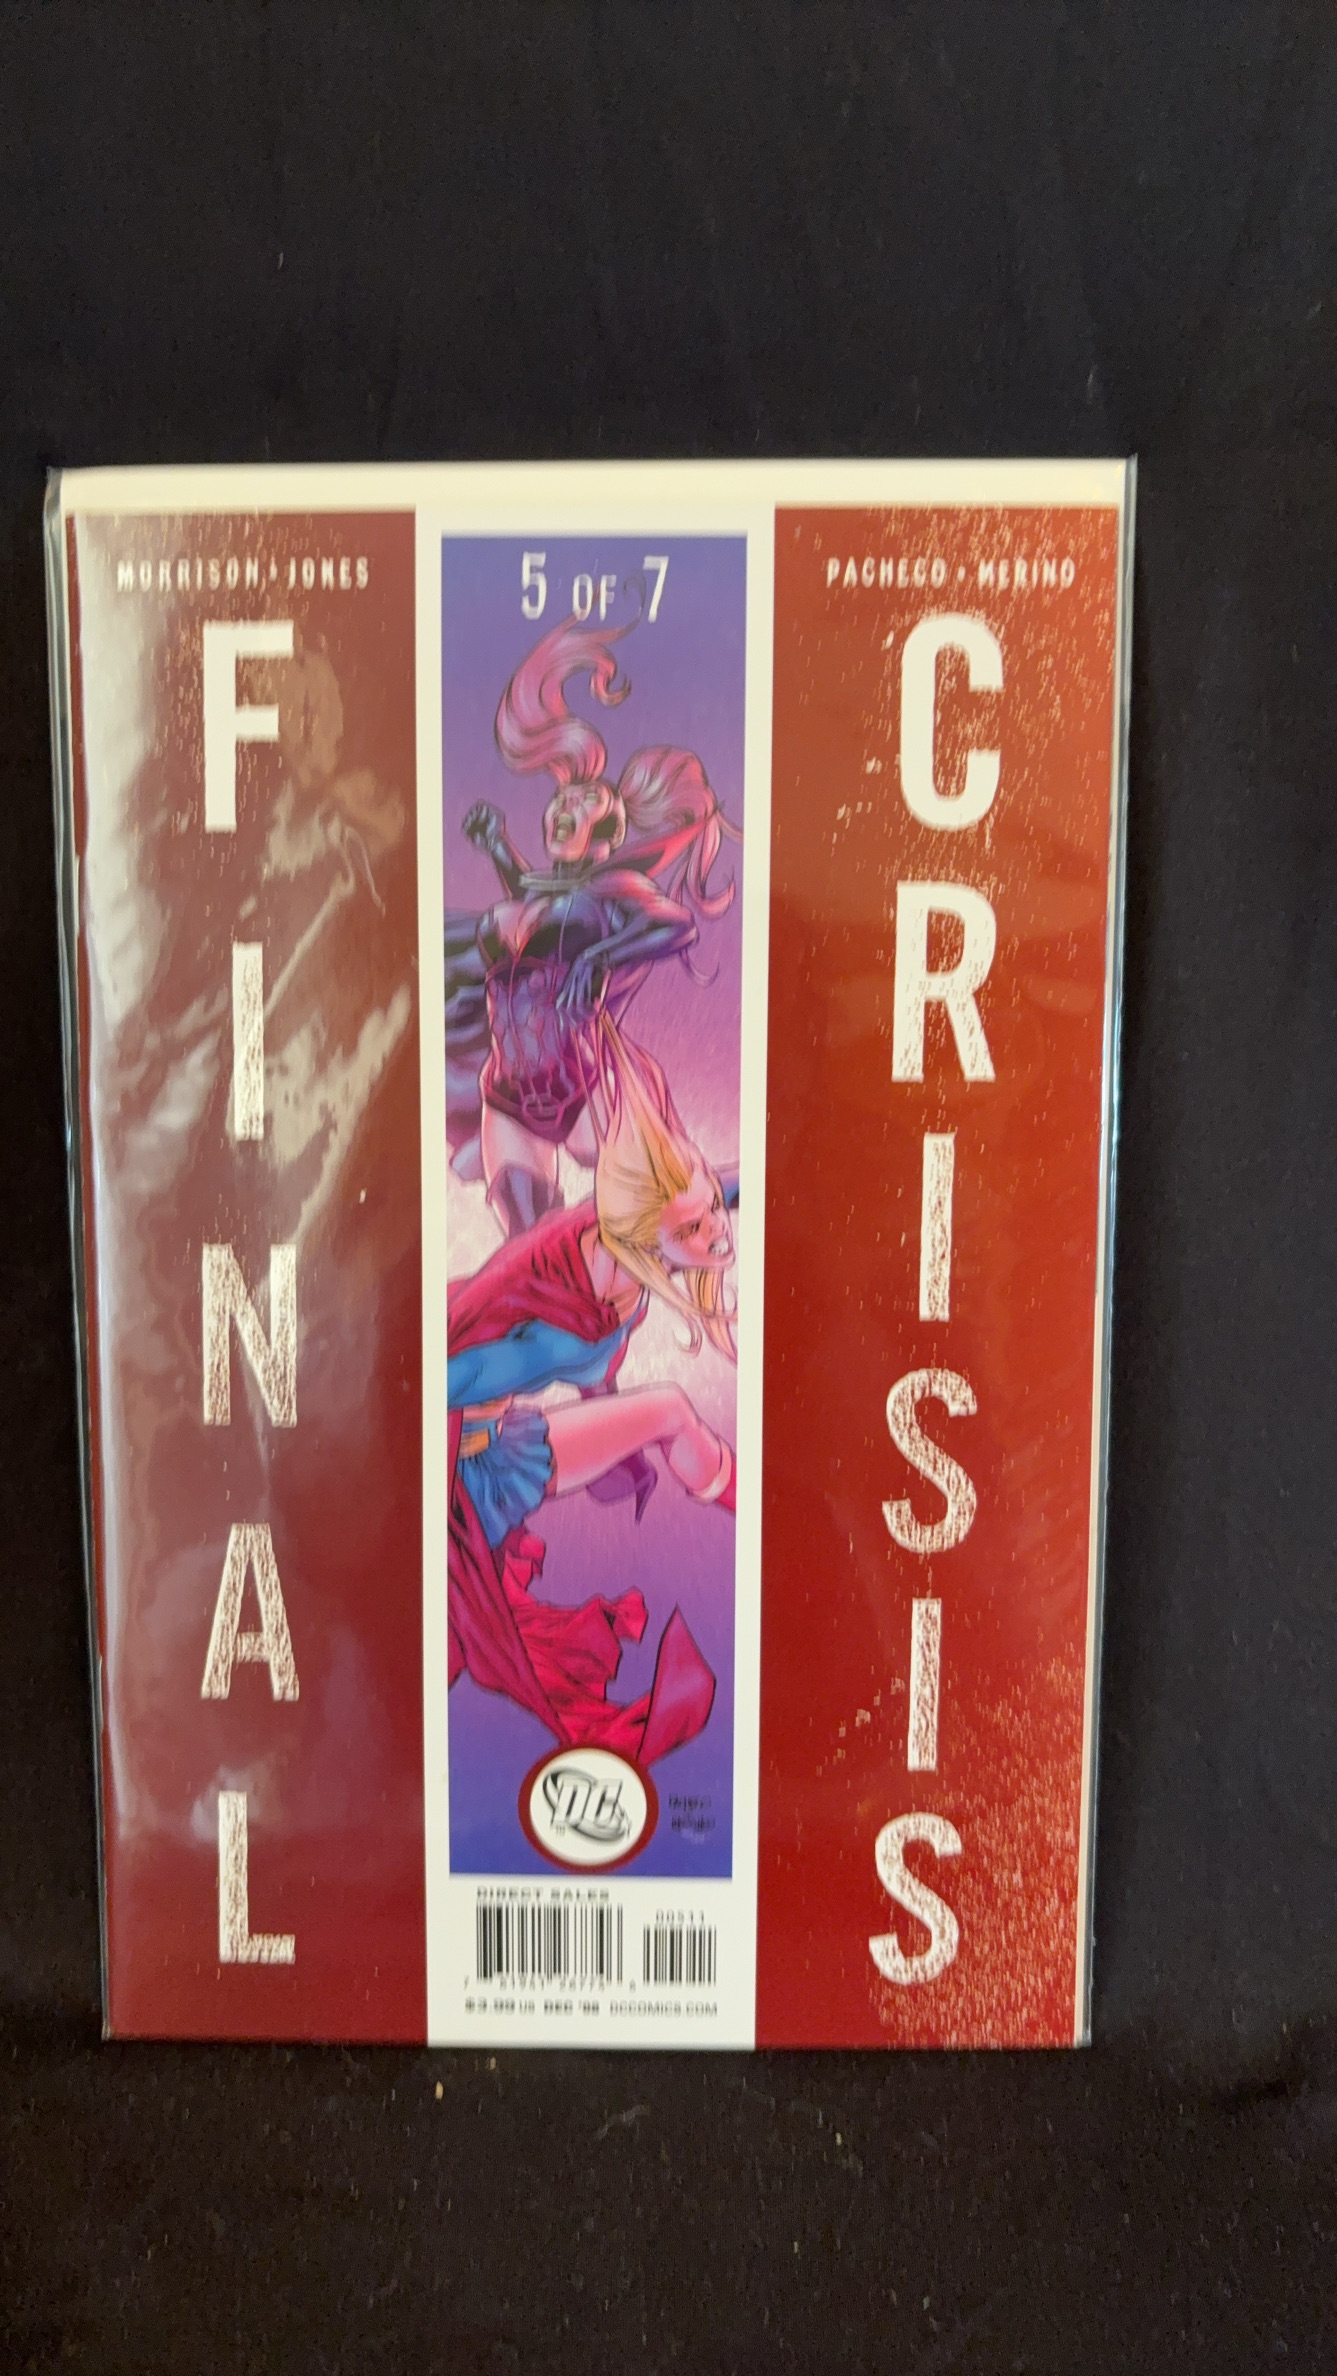 MORRISON • JONES
5 OF 7
PACHECO • MERINO
FINAL
CRISIS
DC
DIRECT SALES
00511
$3.99 US DEC '08 DCCOMICS.COM